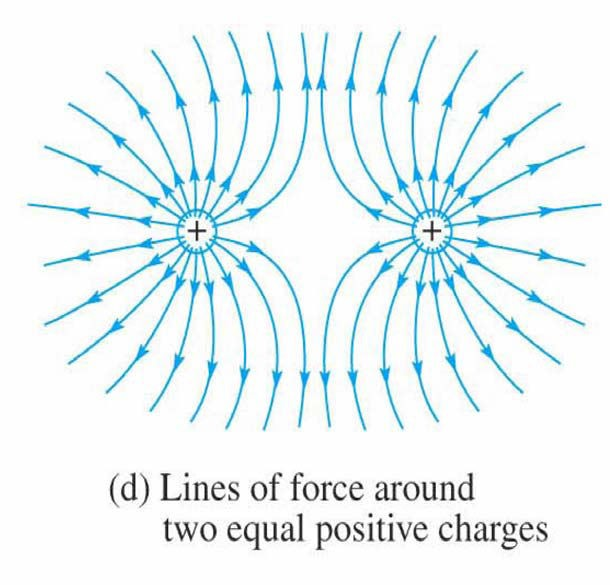 + +
(d) Lines of force around
two equal positive charges